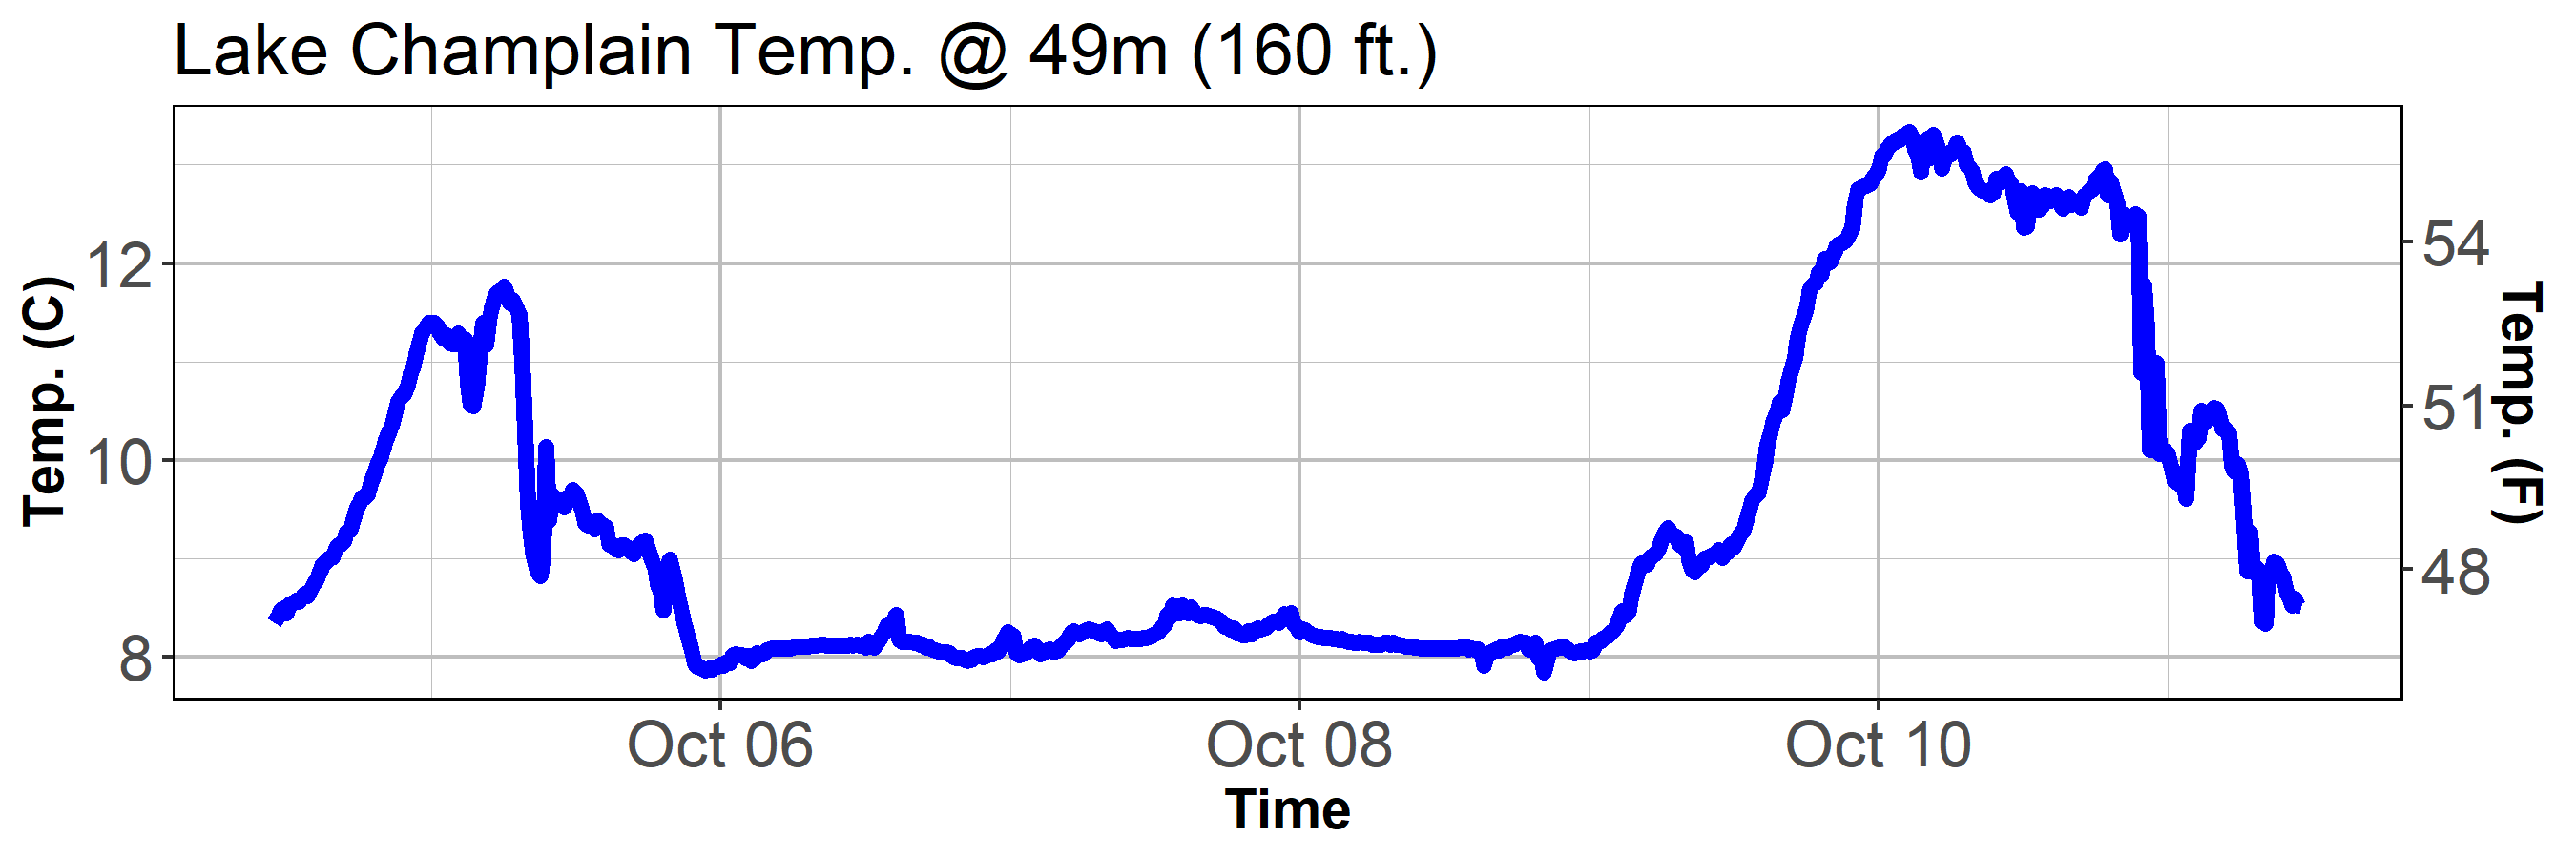 Lake Champlain Temp. @ 49m (160 ft.)
Temp. (C)
12
10
8
54
51
48
Temp. (F)
Oct 06 Oct 08 Oct 10
Time